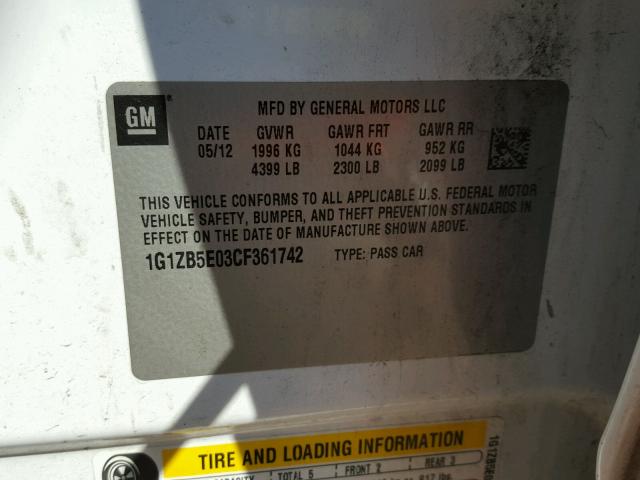 GM
MFD BY GENERAL MOTORS LLC
DATE GVWR GAWR FRT GAWR RR
05/12 1996 KG 1044 KG 952 KG
4399 LB 2300 LB 2099 LB
THIS VEHICLE CONFORMS TO ALL APPLICABLE U.S. FEDERAL MOTOR
VEHICLE SAFETY, BUMPER, AND THEFT PREVENTION STANDARDS IN
EFFECT ON THE DATE OF MANUFACTURE SHOWN ABOVE.
1G1ZB5E03CF361742 TYPE: PASS CAR
TIRE AND LOADING INFORMATION
TOTAL 5 FRONT 2 REAR 3